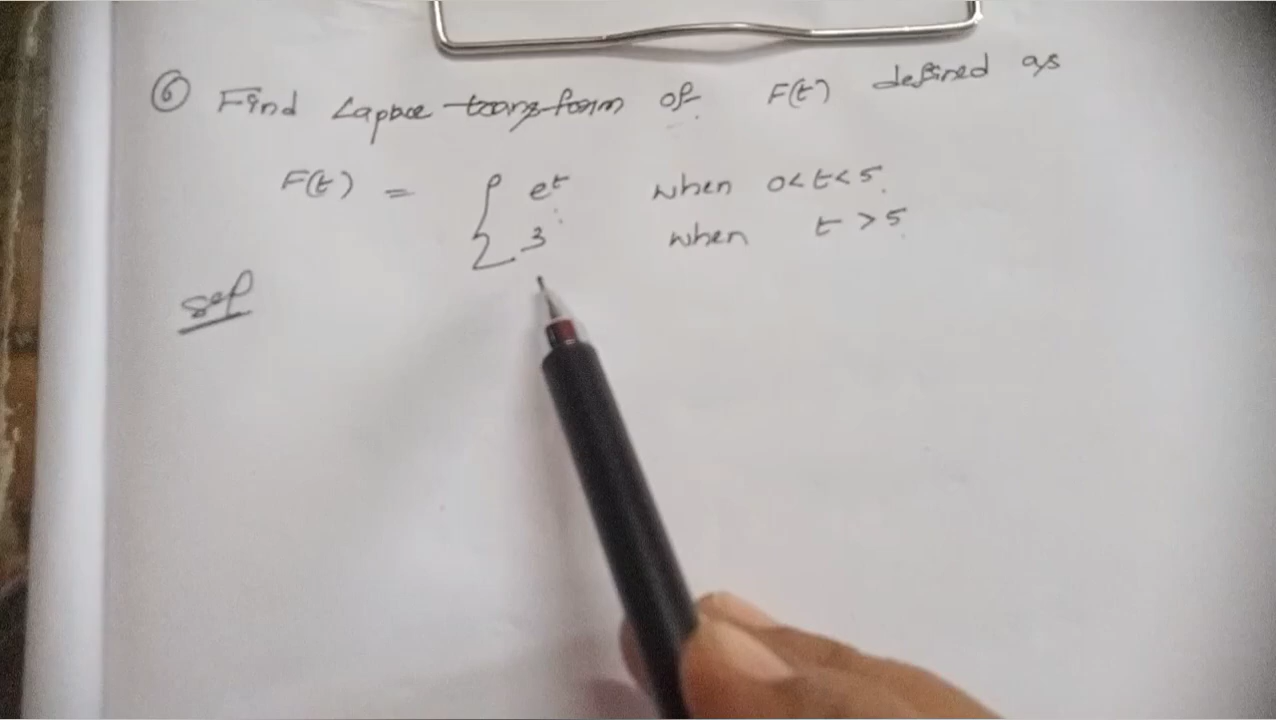 ⑥ Find Laplace transform of F(t) defined as
F(t) = { e^t when 0<t<5.
3 when t >5.
Sol